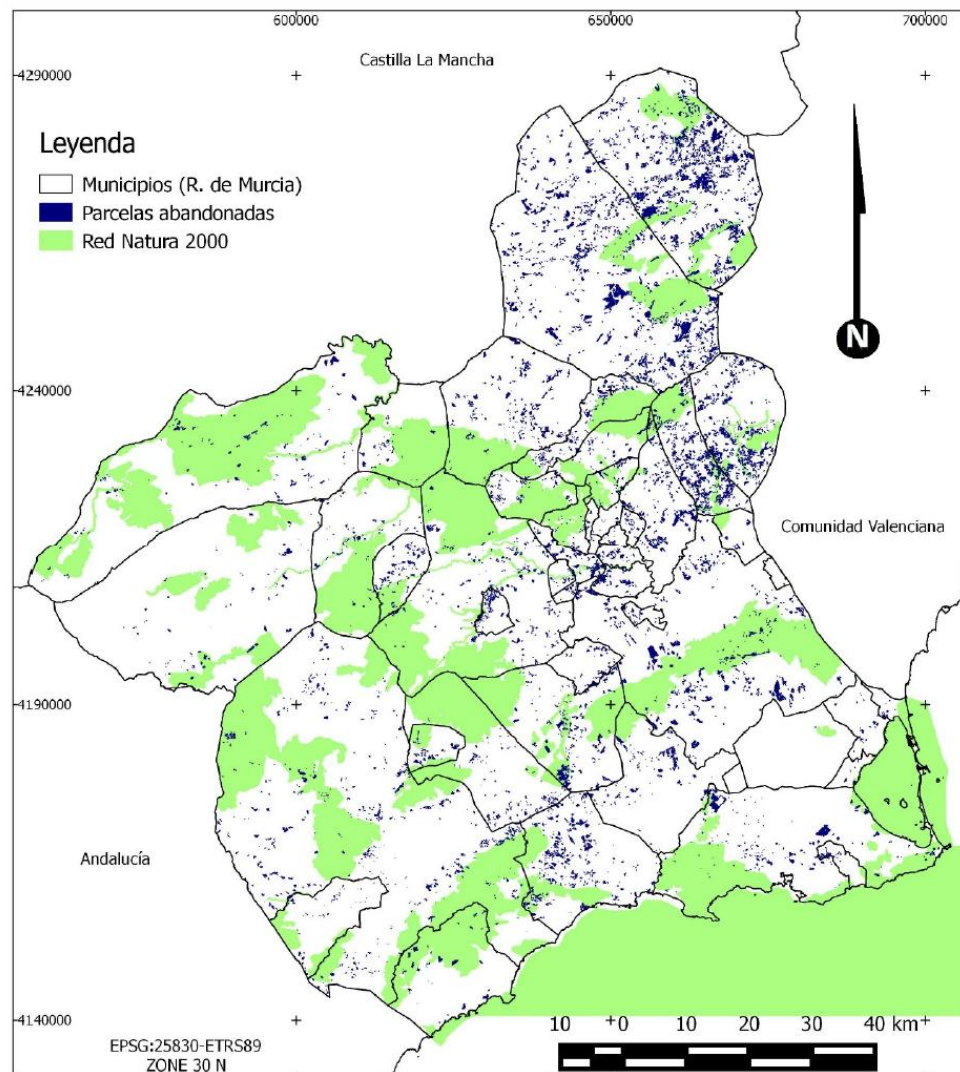 600000 650000 700000
Castilla La Mancha
4290000
Leyenda
Municipios (R. de Murcia)
Parcelas abandonadas
Red Natura 2000
N
4240000
Comunidad Valenciana
4190000
Andalucía
4140000
10 0 10 20 30 40 km
EPSG:25830-ETRS89
ZONE 30 N